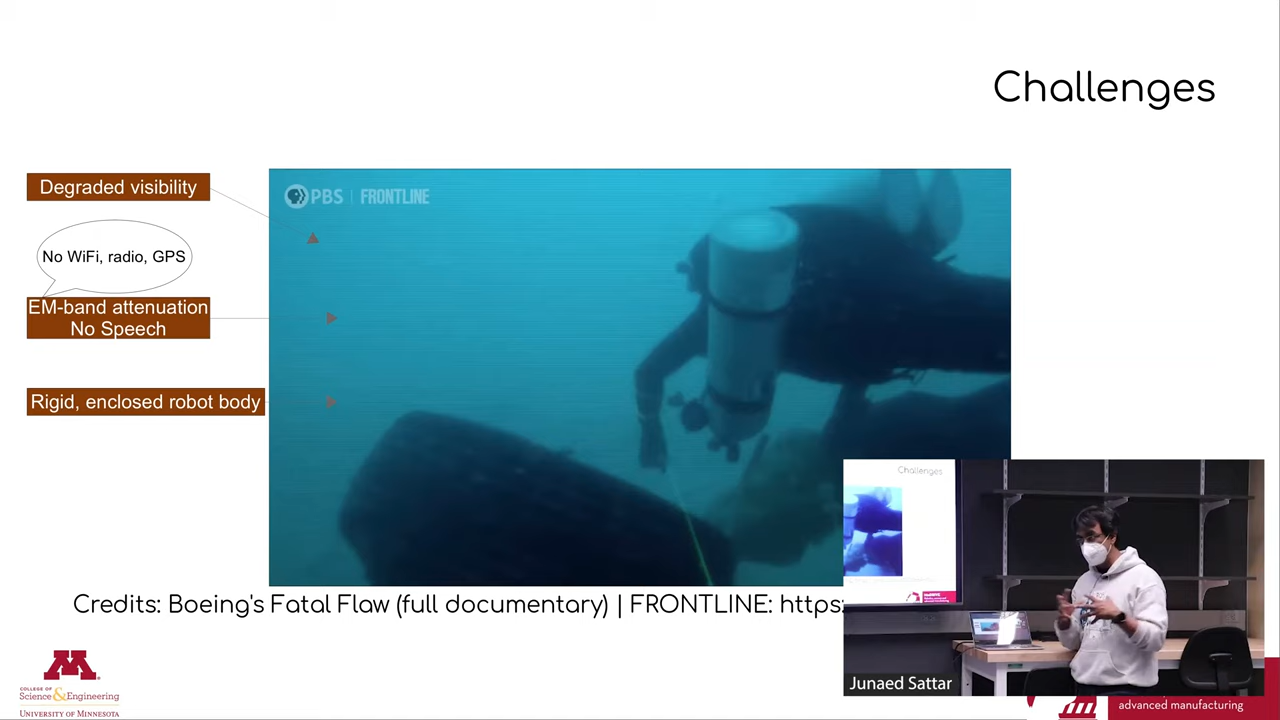 Challenges
Degraded visibility
PBS | FRONTLINE
No WiFi, radio, GPS
EM-band attenuation
No Speech
Rigid, enclosed robot body
Challenges
Credits: Boeing's Fatal Flaw (full documentary) | FRONTLINE: https:
Junaed Sattar
M
COLLEGE OF
Science & Engineering
UNIVERSITY OF MINNESOTA
advanced manufacturing